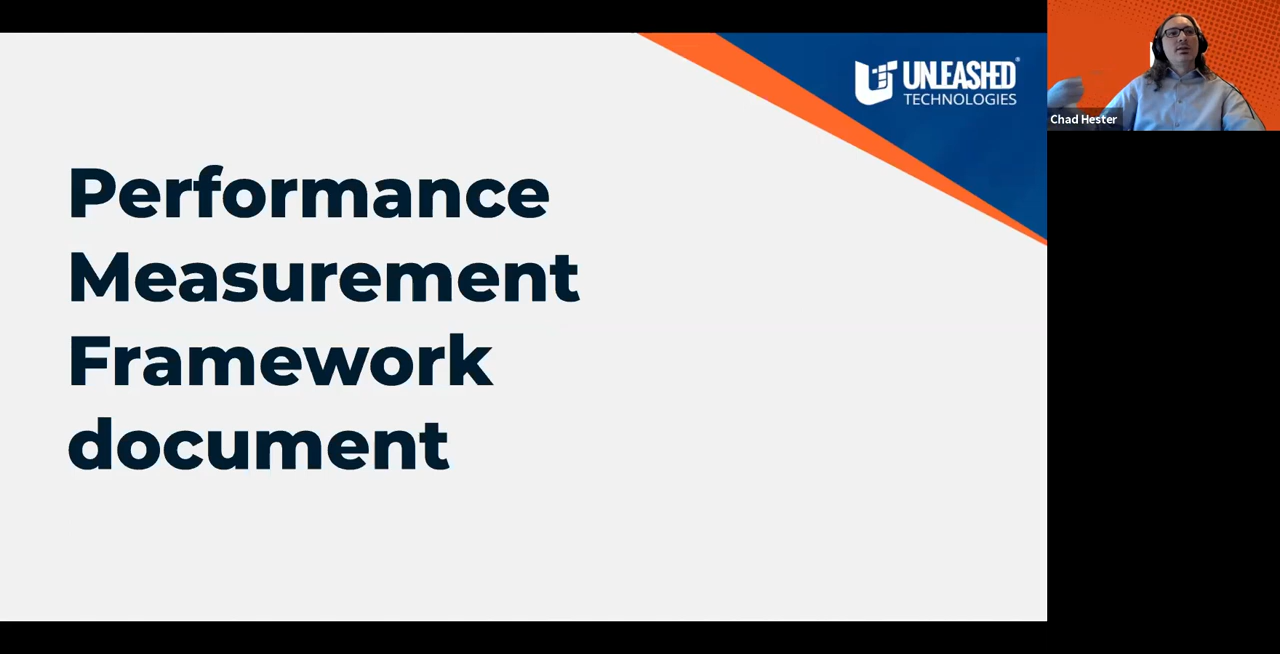 UNLEASHED
TECHNOLOGIES
Chad Hester
Performance
Measurement
Framework
document